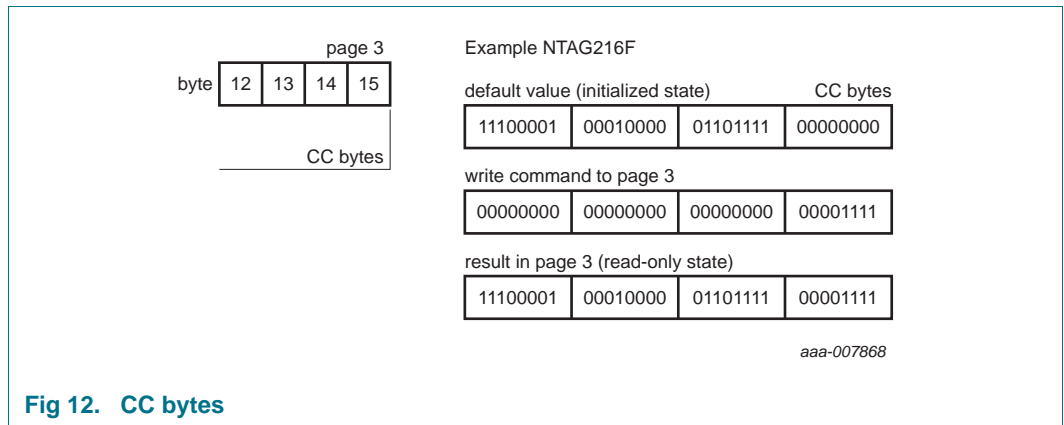 page 3
byte 12 13 14 15
CC bytes
Example NTAG216F
default value (initialized state) CC bytes
11100001 00010000 01101111 00000000
write command to page 3
00000000 00000000 00000000 00001111
result in page 3 (read-only state)
11100001 00010000 01101111 00001111
aaa-007868
Fig 12. CC bytes